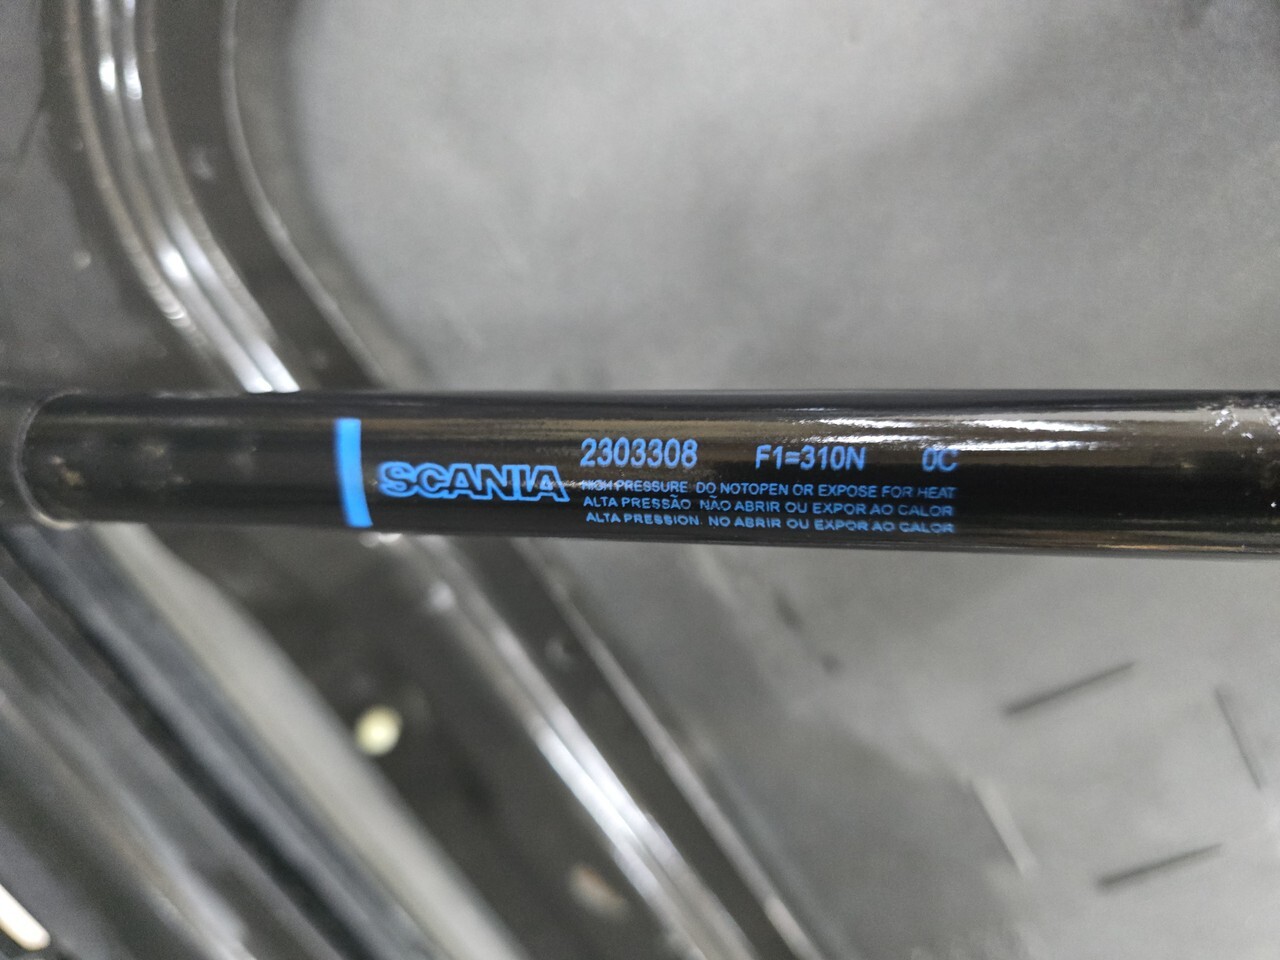 SCANIA
2303308 F1=310N 0C
HIGH PRESSURE DO NOTOPEN OR EXPOSE FOR HEAT
ALTA PRESSÃO NÃO ABRIR OU EXPOR AO CALOR
ALTA PRESSION. NO ABRIR OU EXPOR AO CALOR